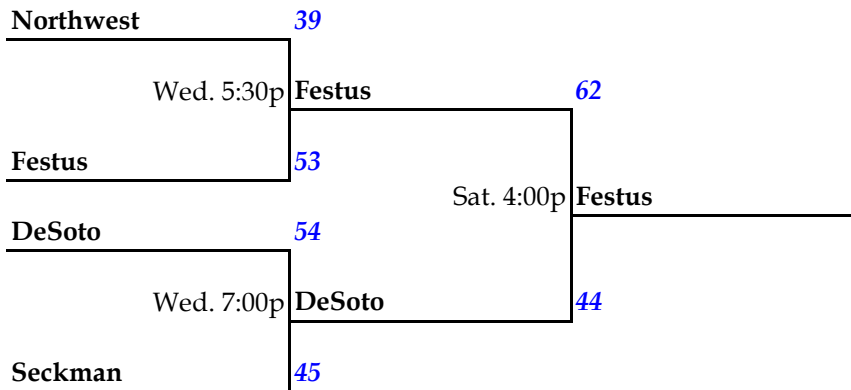 Northwest 39
Wed. 5:30p Festus 62
Festus 53
Sat. 4:00p Festus
DeSoto 54
Wed. 7:00p DeSoto 44
Seckman 45